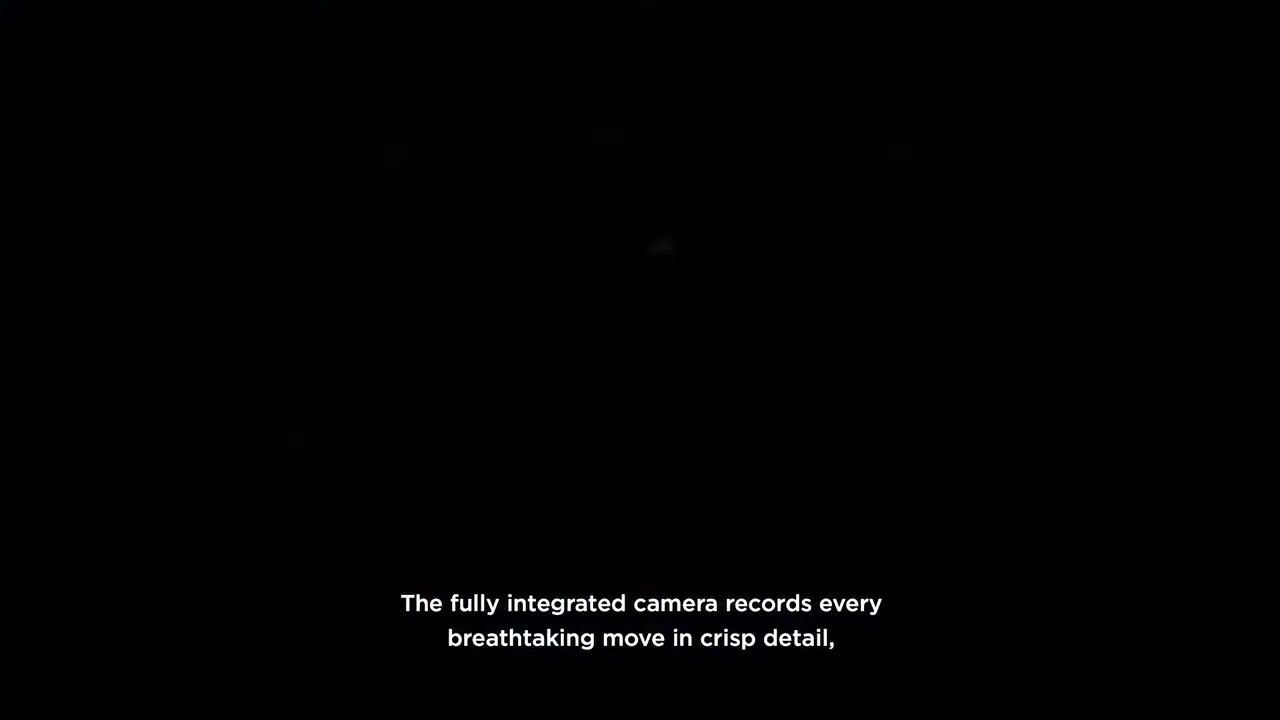 The fully integrated camera records every
breathtaking move in crisp detail,